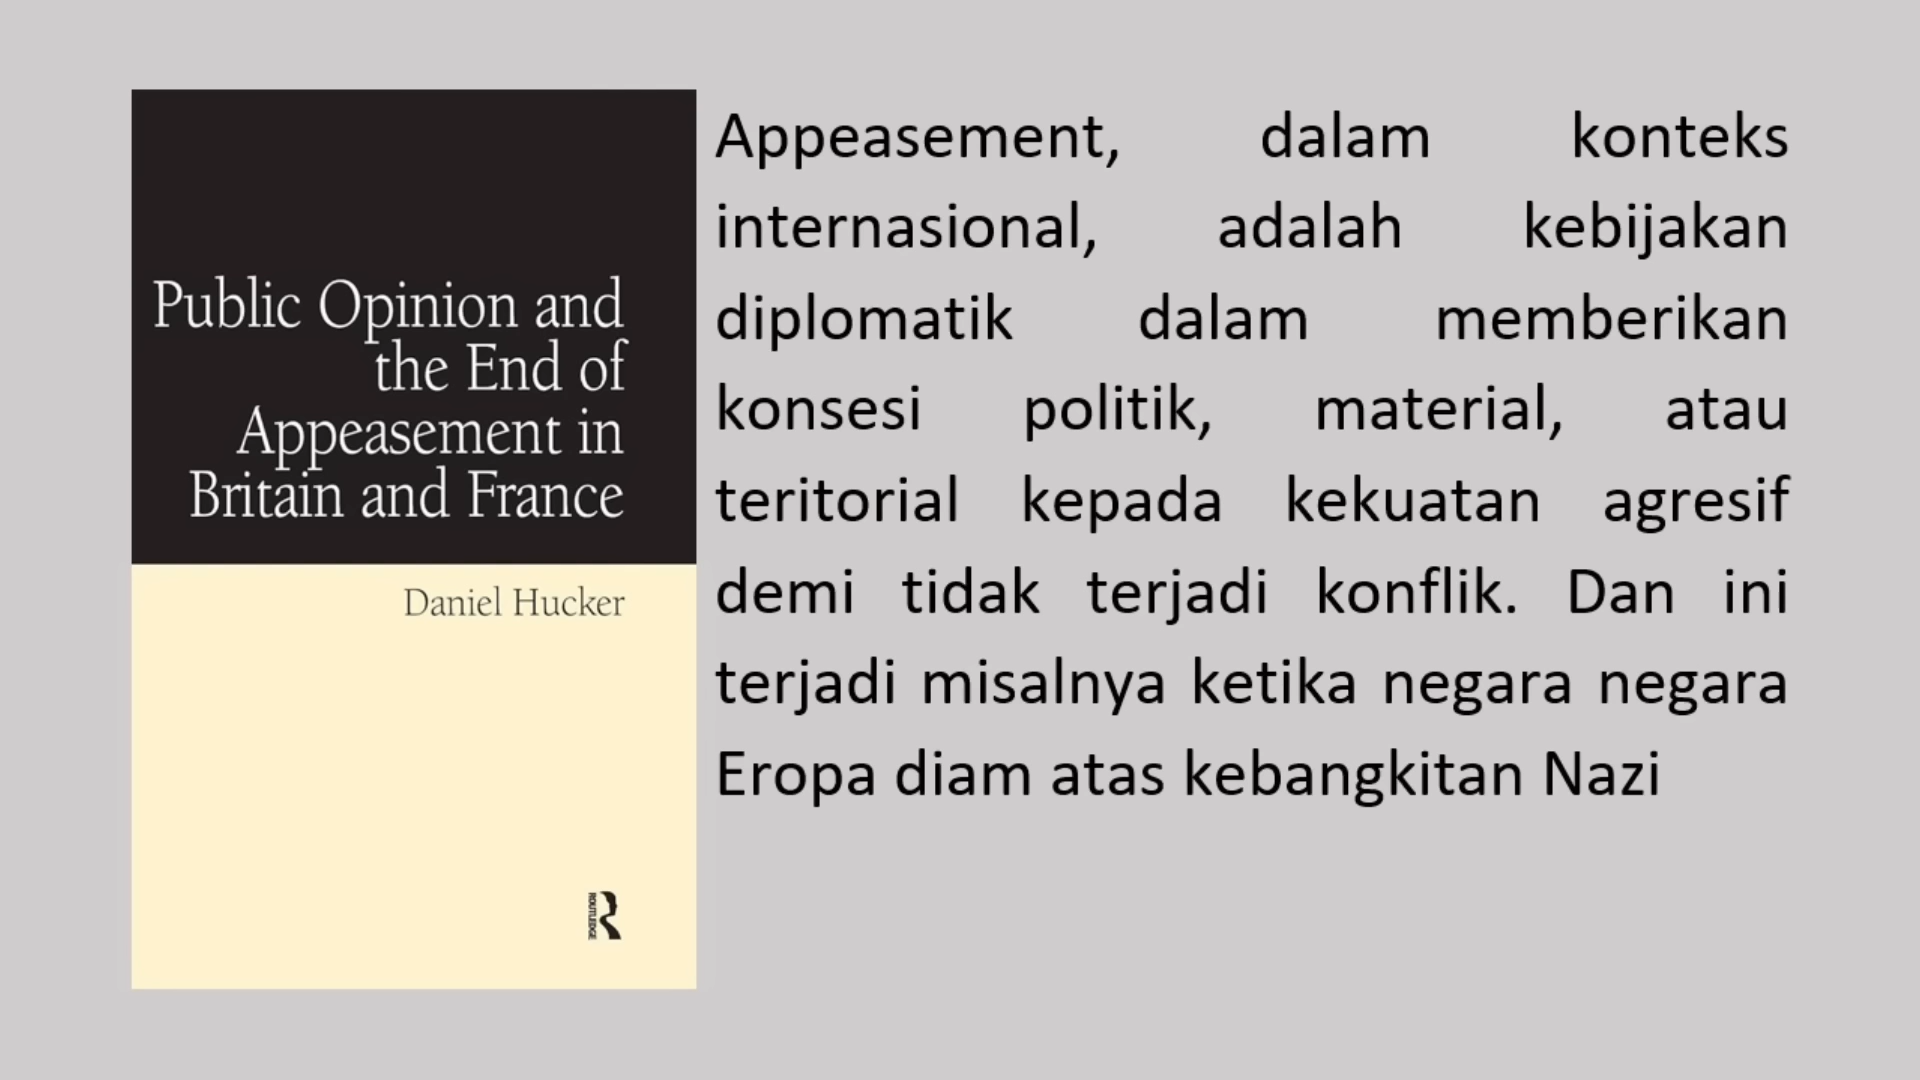 Public Opinion and
the End of
Appeasement in
Britain and France
Daniel Hucker
ROUTLEDGE
Appeasement, dalam konteks
internasional, adalah kebijakan
diplomatik dalam memberikan
konsesi politik, material, atau
teritorial kepada kekuatan agresif
demi tidak terjadi konflik. Dan ini
terjadi misalnya ketika negara negara
Eropa diam atas kebangkitan Nazi